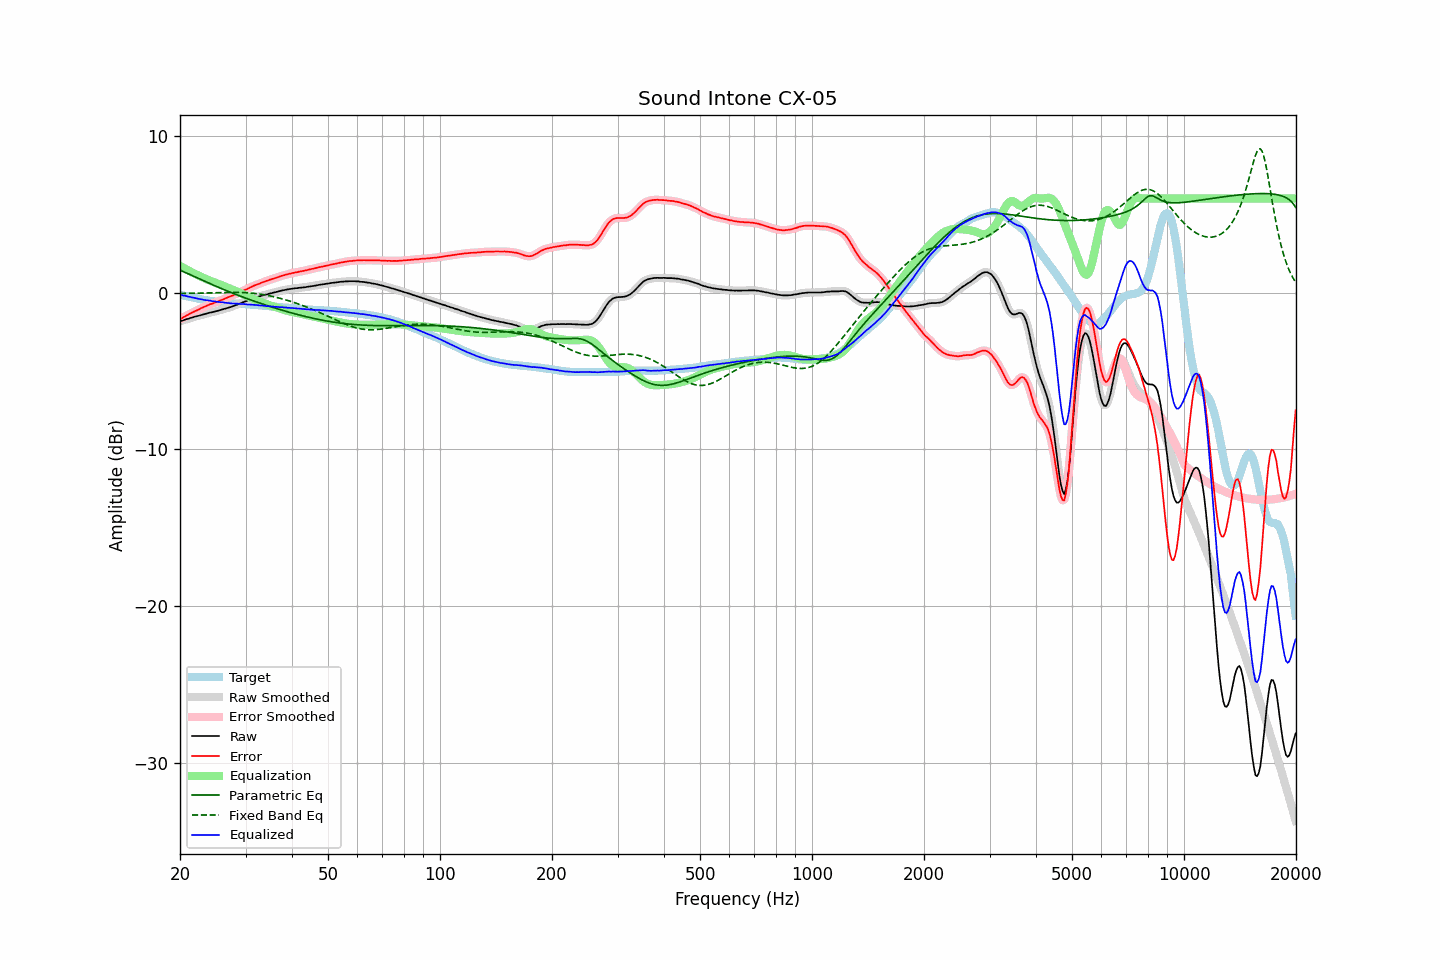 Sound Intone CX-05
Amplitude (dBr)
10
0
−10
−20
−30
Target
Raw Smoothed
Error Smoothed
Raw
Error
Equalization
Parametric Eq
Fixed Band Eq
Equalized
20 50 100 200 500 1000 2000 5000 10000 20000
Frequency (Hz)